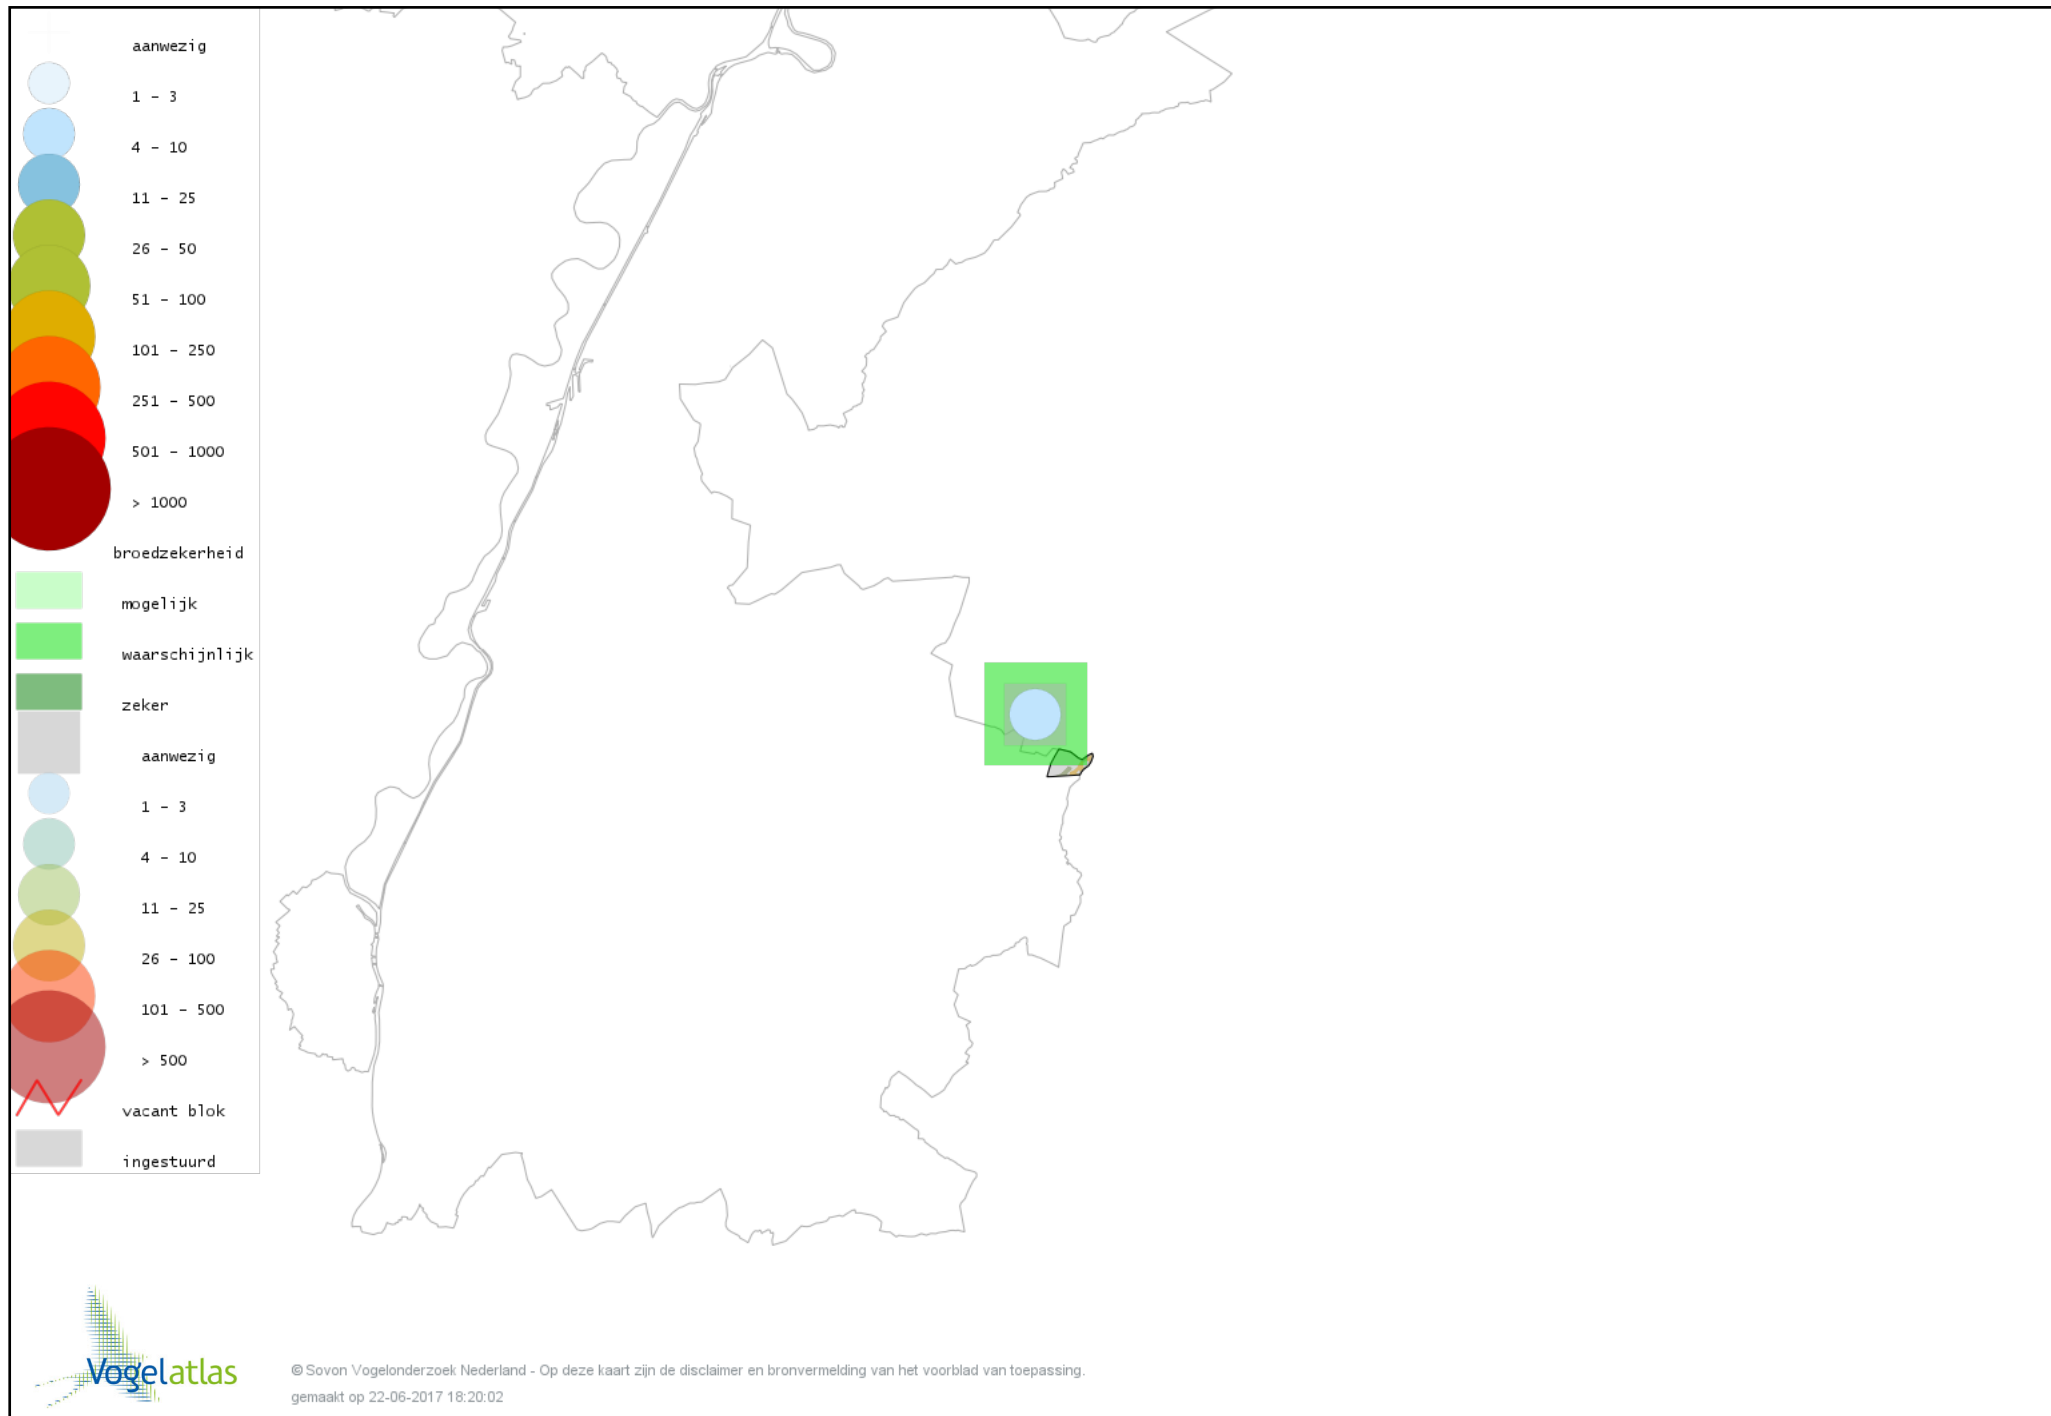 aanwezig
1 - 3
4 - 10
11 - 25
26 - 50
51 - 100
101 - 250
251 - 500
501 - 1000
> 1000
broedzekerheid
mogelijk
waarschijnlijk
zeker
aanwezig
1 - 3
4 - 10
11 - 25
26 - 100
101 - 500
> 500
vacant blok
ingestuurd
Vogelatlas
© Sovon Vogelonderzoek Nederland - Op deze kaart zijn de disclaimer en bronvermelding van het voorblad van toepassing.
gemaakt op 22-06-2017 18:20:02